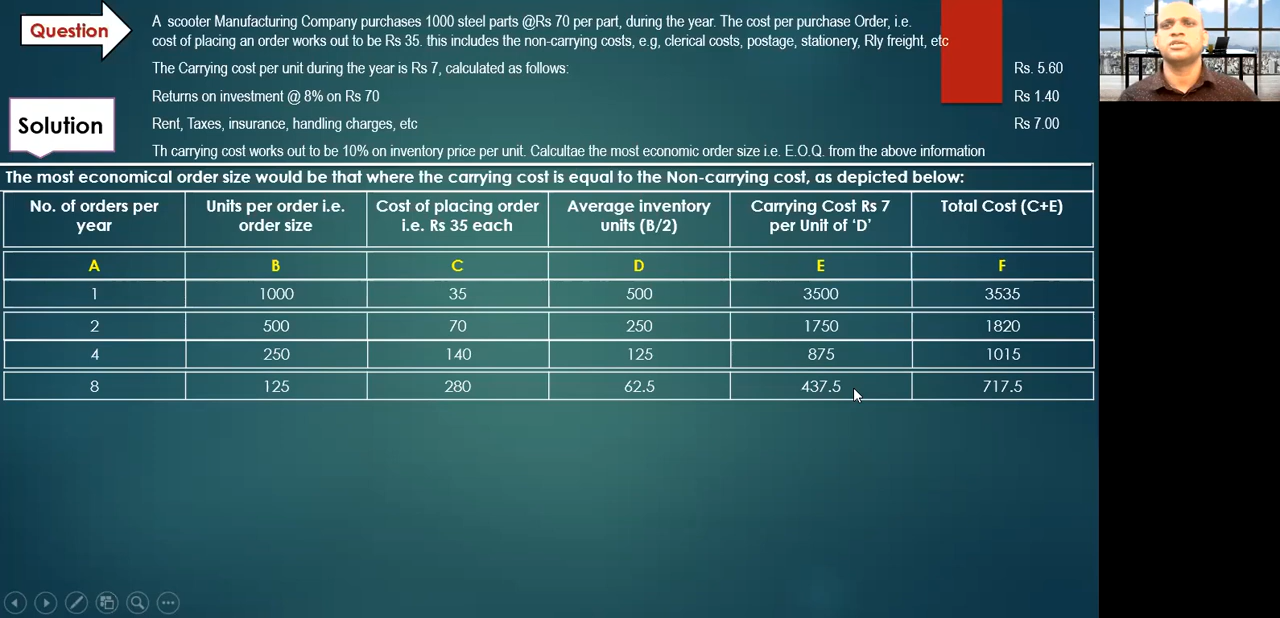 Question
A scooter Manufacturing Company purchases 1000 steel parts @Rs 70 per part, during the year. The cost per purchase Order, i.e.
cost of placing an order works out to be Rs 35. this includes the non-carrying costs, e.g, clerical costs, postage, stationery, Rly freight, etc
The Carrying cost per unit during the year is Rs 7, calculated as follows: Rs. 5.60
Returns on investment @ 8% on Rs 70 Rs 1.40
Solution
Rent, Taxes, insurance, handling charges, etc Rs 7.00
Th carrying cost works out to be 10% on inventory price per unit. Calcultae the most economic order size i.e. E.O.Q. from the above information
The most economical order size would be that where the carrying cost is equal to the Non-carrying cost, as depicted below:
No. of orders per year Units per order i.e. order size Cost of placing order i.e. Rs 35 each Average inventory units (B/2) Carrying Cost Rs 7 per Unit of ‘D’ Total Cost (C+E)
A B C D E F
1 1000 35 500 3500 3535
2 500 70 250 1750 1820
4 250 140 125 875 1015
8 125 280 62.5 437.5 717.5